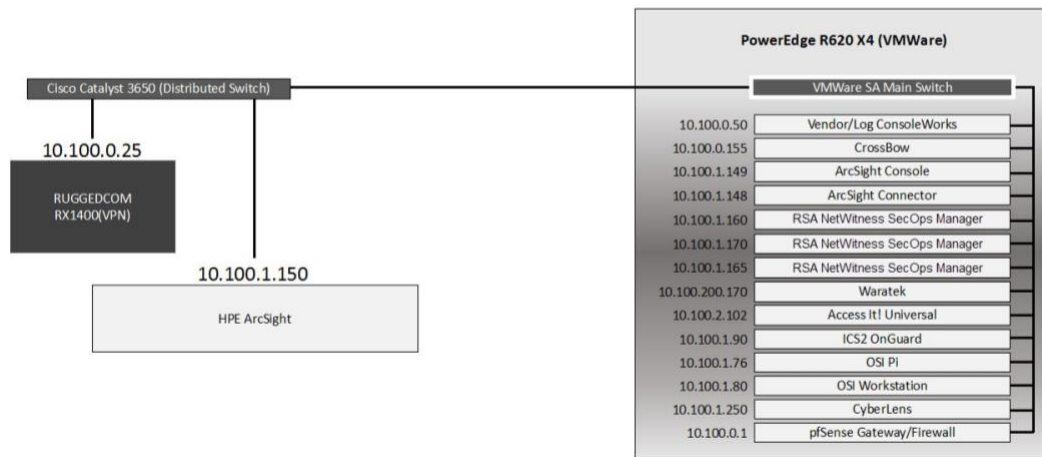 PowerEdge R620 X4 (VMWare)
Cisco Catalyst 3650 (Distributed Switch)
VMWare SA Main Switch
10.100.0.25
RUGGEDCOM
RX1400(VPN)
10.100.1.150
HPE ArcSight
10.100.0.50 Vendor/Log ConsoleWorks
10.100.0.155 CrossBow
10.100.1.149 ArcSight Console
10.100.1.148 ArcSight Connector
10.100.1.160 RSA NetWitness SecOps Manager
10.100.1.170 RSA NetWitness SecOps Manager
10.100.1.165 RSA NetWitness SecOps Manager
10.100.200.170 Waratek
10.100.2.102 Access It! Universal
10.100.1.90 ICS2 OnGuard
10.100.1.76 OSI Pi
10.100.1.80 OSI Workstation
10.100.1.250 CyberLens
10.100.0.1 pfSense Gateway/Firewall